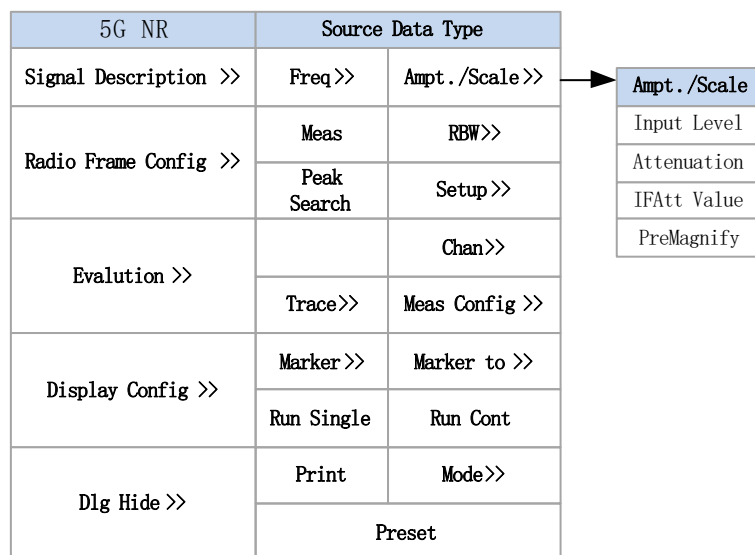 5G NR
Source Data Type
Signal Description >>
Freq>>
Ampt./Scale>>
Ampt./Scale
Input Level
Attenuation
IFAtt Value
PreMagnify
Radio Frame Config >>
Meas
RBW>>
Peak
Search
Setup>>
Evalution >>
Chan>>
Trace>>
Meas Config >>
Display Config >>
Marker>>
Marker to >>
Run Single
Run Cont
Dlg Hide >>
Print
Mode>>
Preset